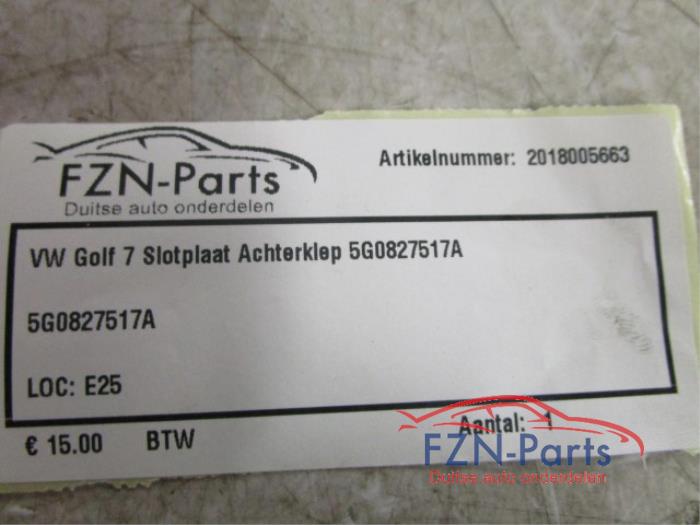 FZN-Parts
Duitse auto onderdelen
Artikelnummer: 2018005663
VW Golf 7 Slotplaat Achterklep 5G0827517A
5G0827517A
LOC: E25
€ 15.00 BTW
Aantal: 1
FZN-Parts
Duitse auto onderdelen